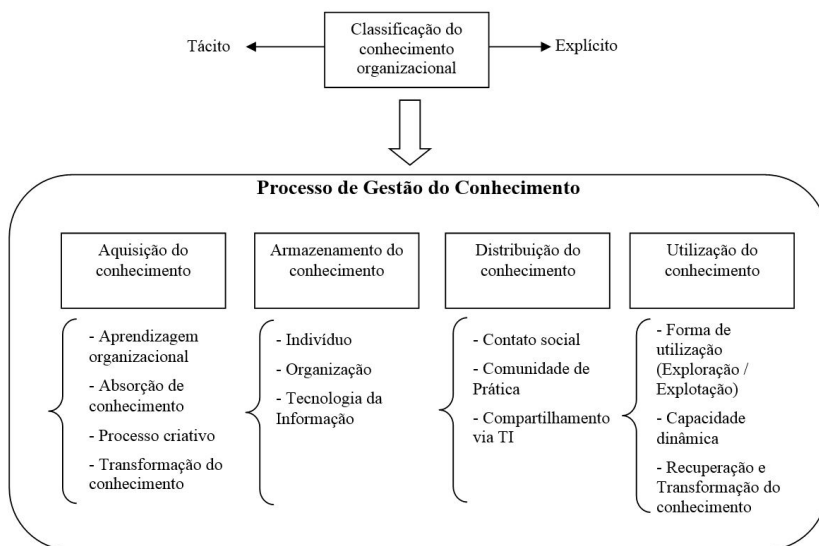 Classificação do
conhecimento
organizacional
Tácito
Explícito
Processo de Gestão do Conhecimento
Aquisição do
conhecimento
- Aprendizagem
organizacional
- Absorção de
conhecimento
- Processo criativo
- Transformação do
conhecimento
Armazenamento do
conhecimento
- Indivíduo
- Organização
- Tecnologia da
Informação
Distribuição do
conhecimento
- Contato social
- Comunidade de
Prática
- Compartilhamento
via TI
Utilização do
conhecimento
- Forma de
utilização
(Exploração /
Explotação)
- Capacidade
dinâmica
- Recuperação e
Transformação do
conhecimento